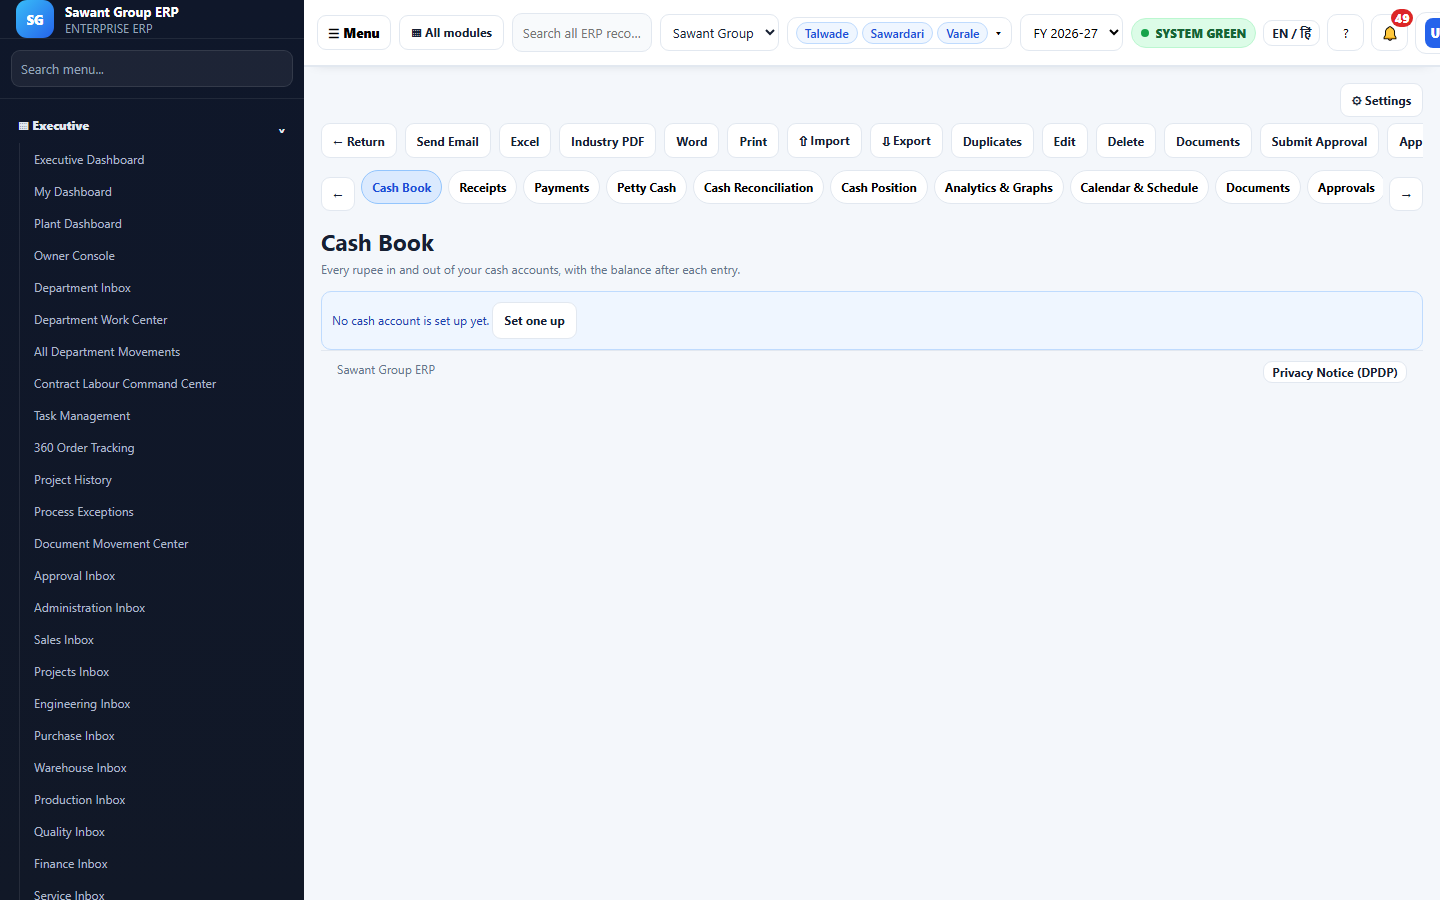 SG
Sawant Group ERP
ENTERPRISE ERP
Search menu...
Executive
Executive Dashboard
My Dashboard
Plant Dashboard
Owner Console
Department Inbox
Department Work Center
All Department Movements
Contract Labour Command Center
Task Management
360 Order Tracking
Project History
Process Exceptions
Document Movement Center
Approval Inbox
Administration Inbox
Sales Inbox
Projects Inbox
Engineering Inbox
Purchase Inbox
Warehouse Inbox
Production Inbox
Quality Inbox
Finance Inbox
Service Inbox
☰ Menu
All modules
Search all ERP reco...
Sawant Group
Talwade Sawardari Varale
FY 2026-27
SYSTEM GREEN
EN / हिं
?
49
U
⚙ Settings
← Return
Send Email
Excel
Industry PDF
Word
Print
⇧ Import
⇩ Export
Duplicates
Edit
Delete
Documents
Submit Approval
App
←
Cash Book
Receipts
Payments
Petty Cash
Cash Reconciliation
Cash Position
Analytics & Graphs
Calendar & Schedule
Documents
Approvals
→
Cash Book
Every rupee in and out of your cash accounts, with the balance after each entry.
No cash account is set up yet. Set one up
Sawant Group ERP
Privacy Notice (DPDP)